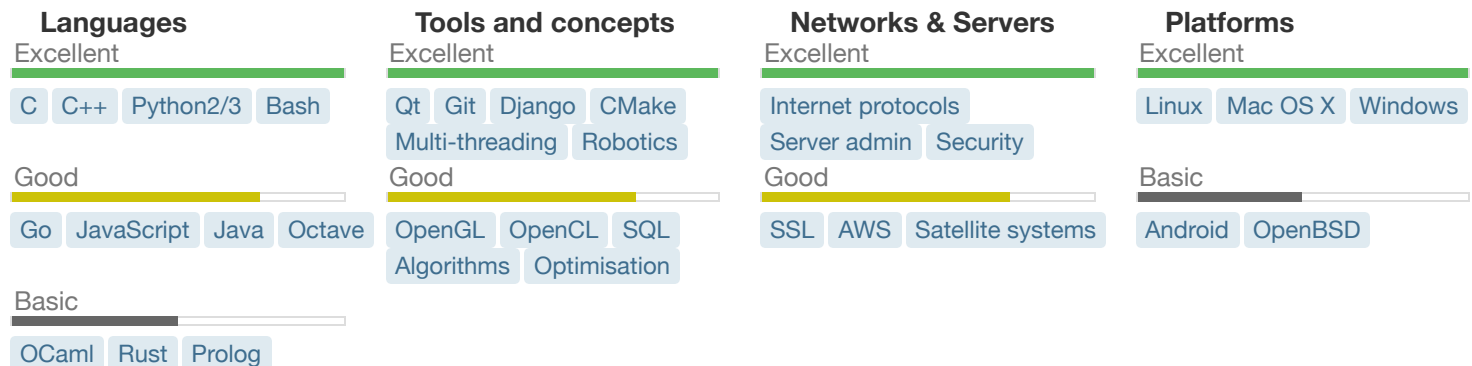 Languages
Excellent
C C++ Python2/3 Bash
Good
Go JavaScript Java Octave
Basic
OCaml Rust Prolog
Tools and concepts
Excellent
Qt Git Django CMake
Multi-threading Robotics
Good
OpenGL OpenCL SQL
Algorithms Optimisation
Networks & Servers
Excellent
Internet protocols
Server admin Security
Good
SSL AWS Satellite systems
Platforms
Excellent
Linux Mac OS X Windows
Basic
Android OpenBSD